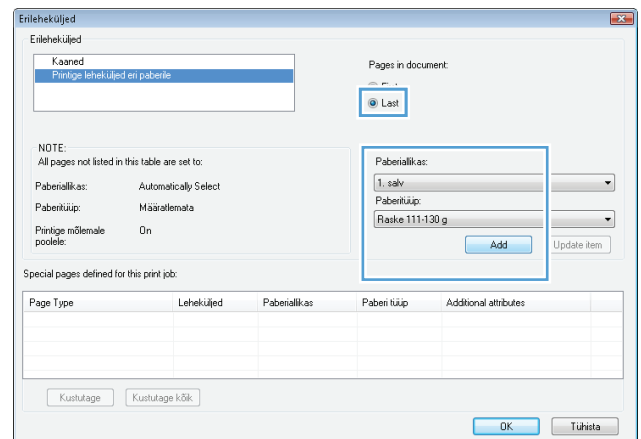 Erileheküljed
Erileheküljed
Kaaned
Printige leheküljed eri paberile
Pages in document:
Last
NOTE:
All pages not listed in this table are set to:
Paberiallikas: Automatically Select
Paberitüüp: Määratlemata
Printige mõlemale poolele: On
Paberiallikas:
1. salv
Paberitüüp:
Raske 111-130 g
Add Update item
Special pages defined for this print job:
Page Type Leheküljed Paberiallikas Paberi tüüp Additional attributes
Kustutage Kustutage kõik
OK Tühista